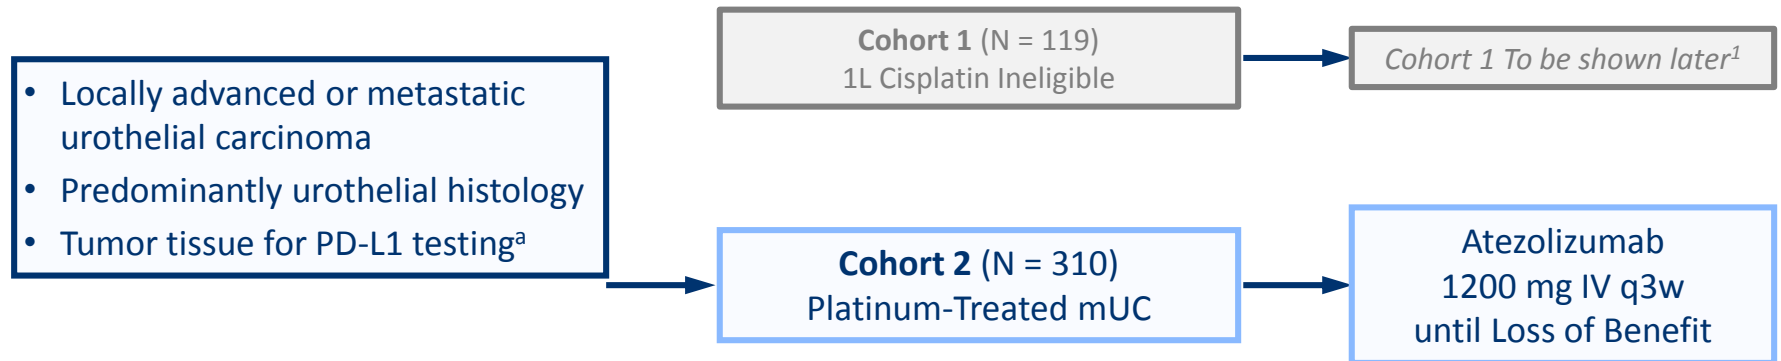 • Locally advanced or metastatic
urothelial carcinoma
• Predominantly urothelial histology
• Tumor tissue for PD-L1 testingᵃ
Cohort 1 (N = 119)
1L Cisplatin Ineligible
Cohort 1 To be shown later¹
Cohort 2 (N = 310)
Platinum-Treated mUC
Atezolizumab
1200 mg IV q3w
until Loss of Benefit